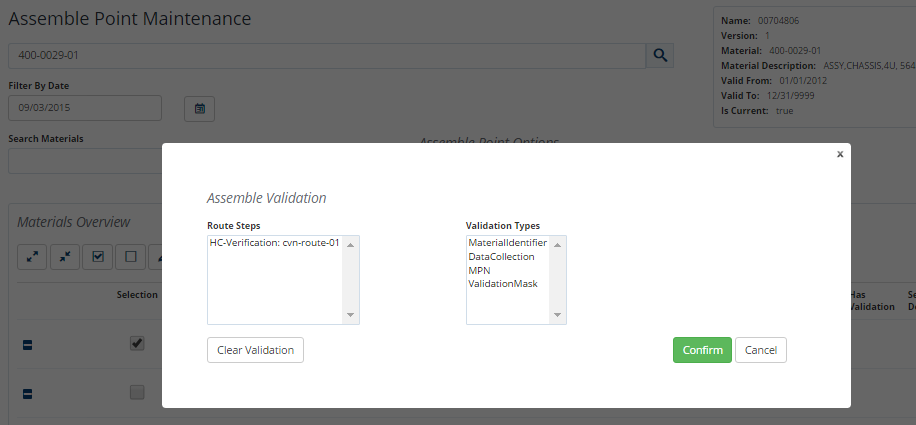 Assemble Point Maintenance
400-0029-01
Filter By Date
09/03/2015
Search Materials
Name: 00704806
Version: 1
Material: 400-0029-01
Material Description: ASSY,CHASSIS,4U, 564
Valid From: 01/01/2012
Valid To: 12/31/9999
Is Current: true
Assemble Point Options
x
Assemble Validation
Route Steps
HC-Verification: cvn-route-01
Validation Types
MaterialIdentifier
DataCollection
MPN
ValidationMask
Clear Validation
Confirm
Cancel
Materials Overview
Selection
Has
Validation